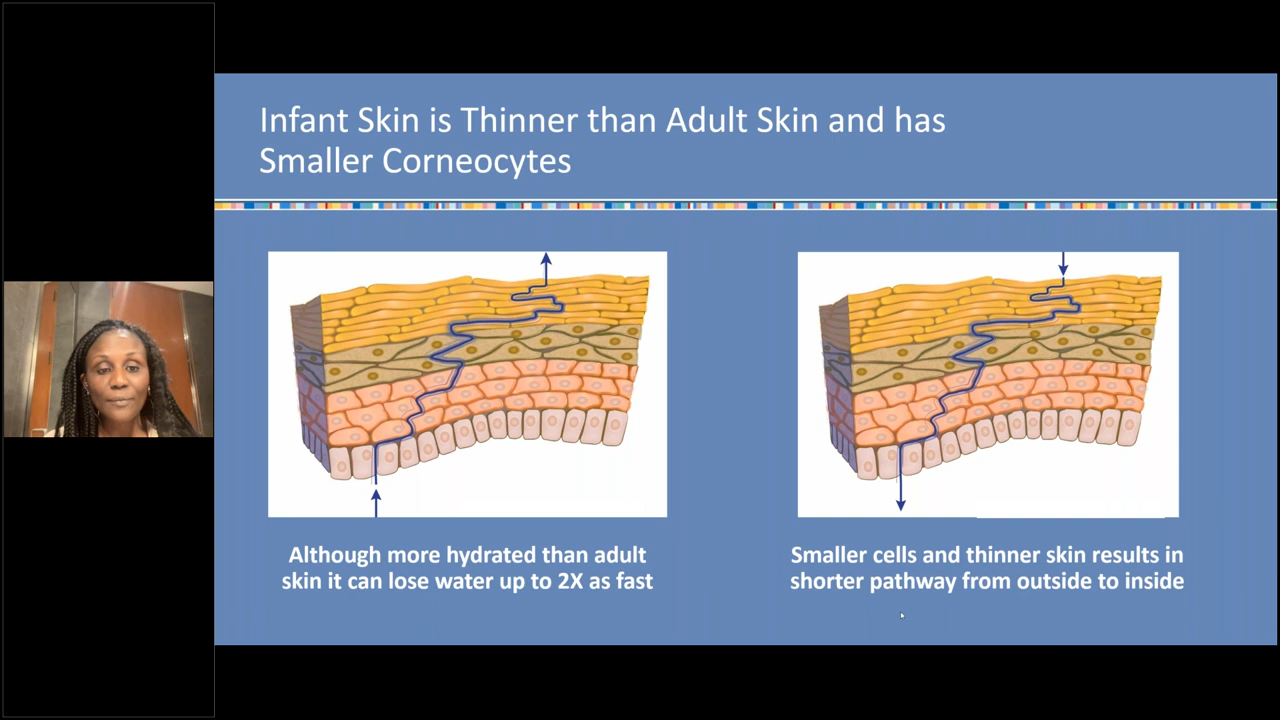 Infant Skin is Thinner than Adult Skin and has
Smaller Corneocytes
Although more hydrated than adult
skin it can lose water up to 2X as fast
Smaller cells and thinner skin results in
shorter pathway from outside to inside